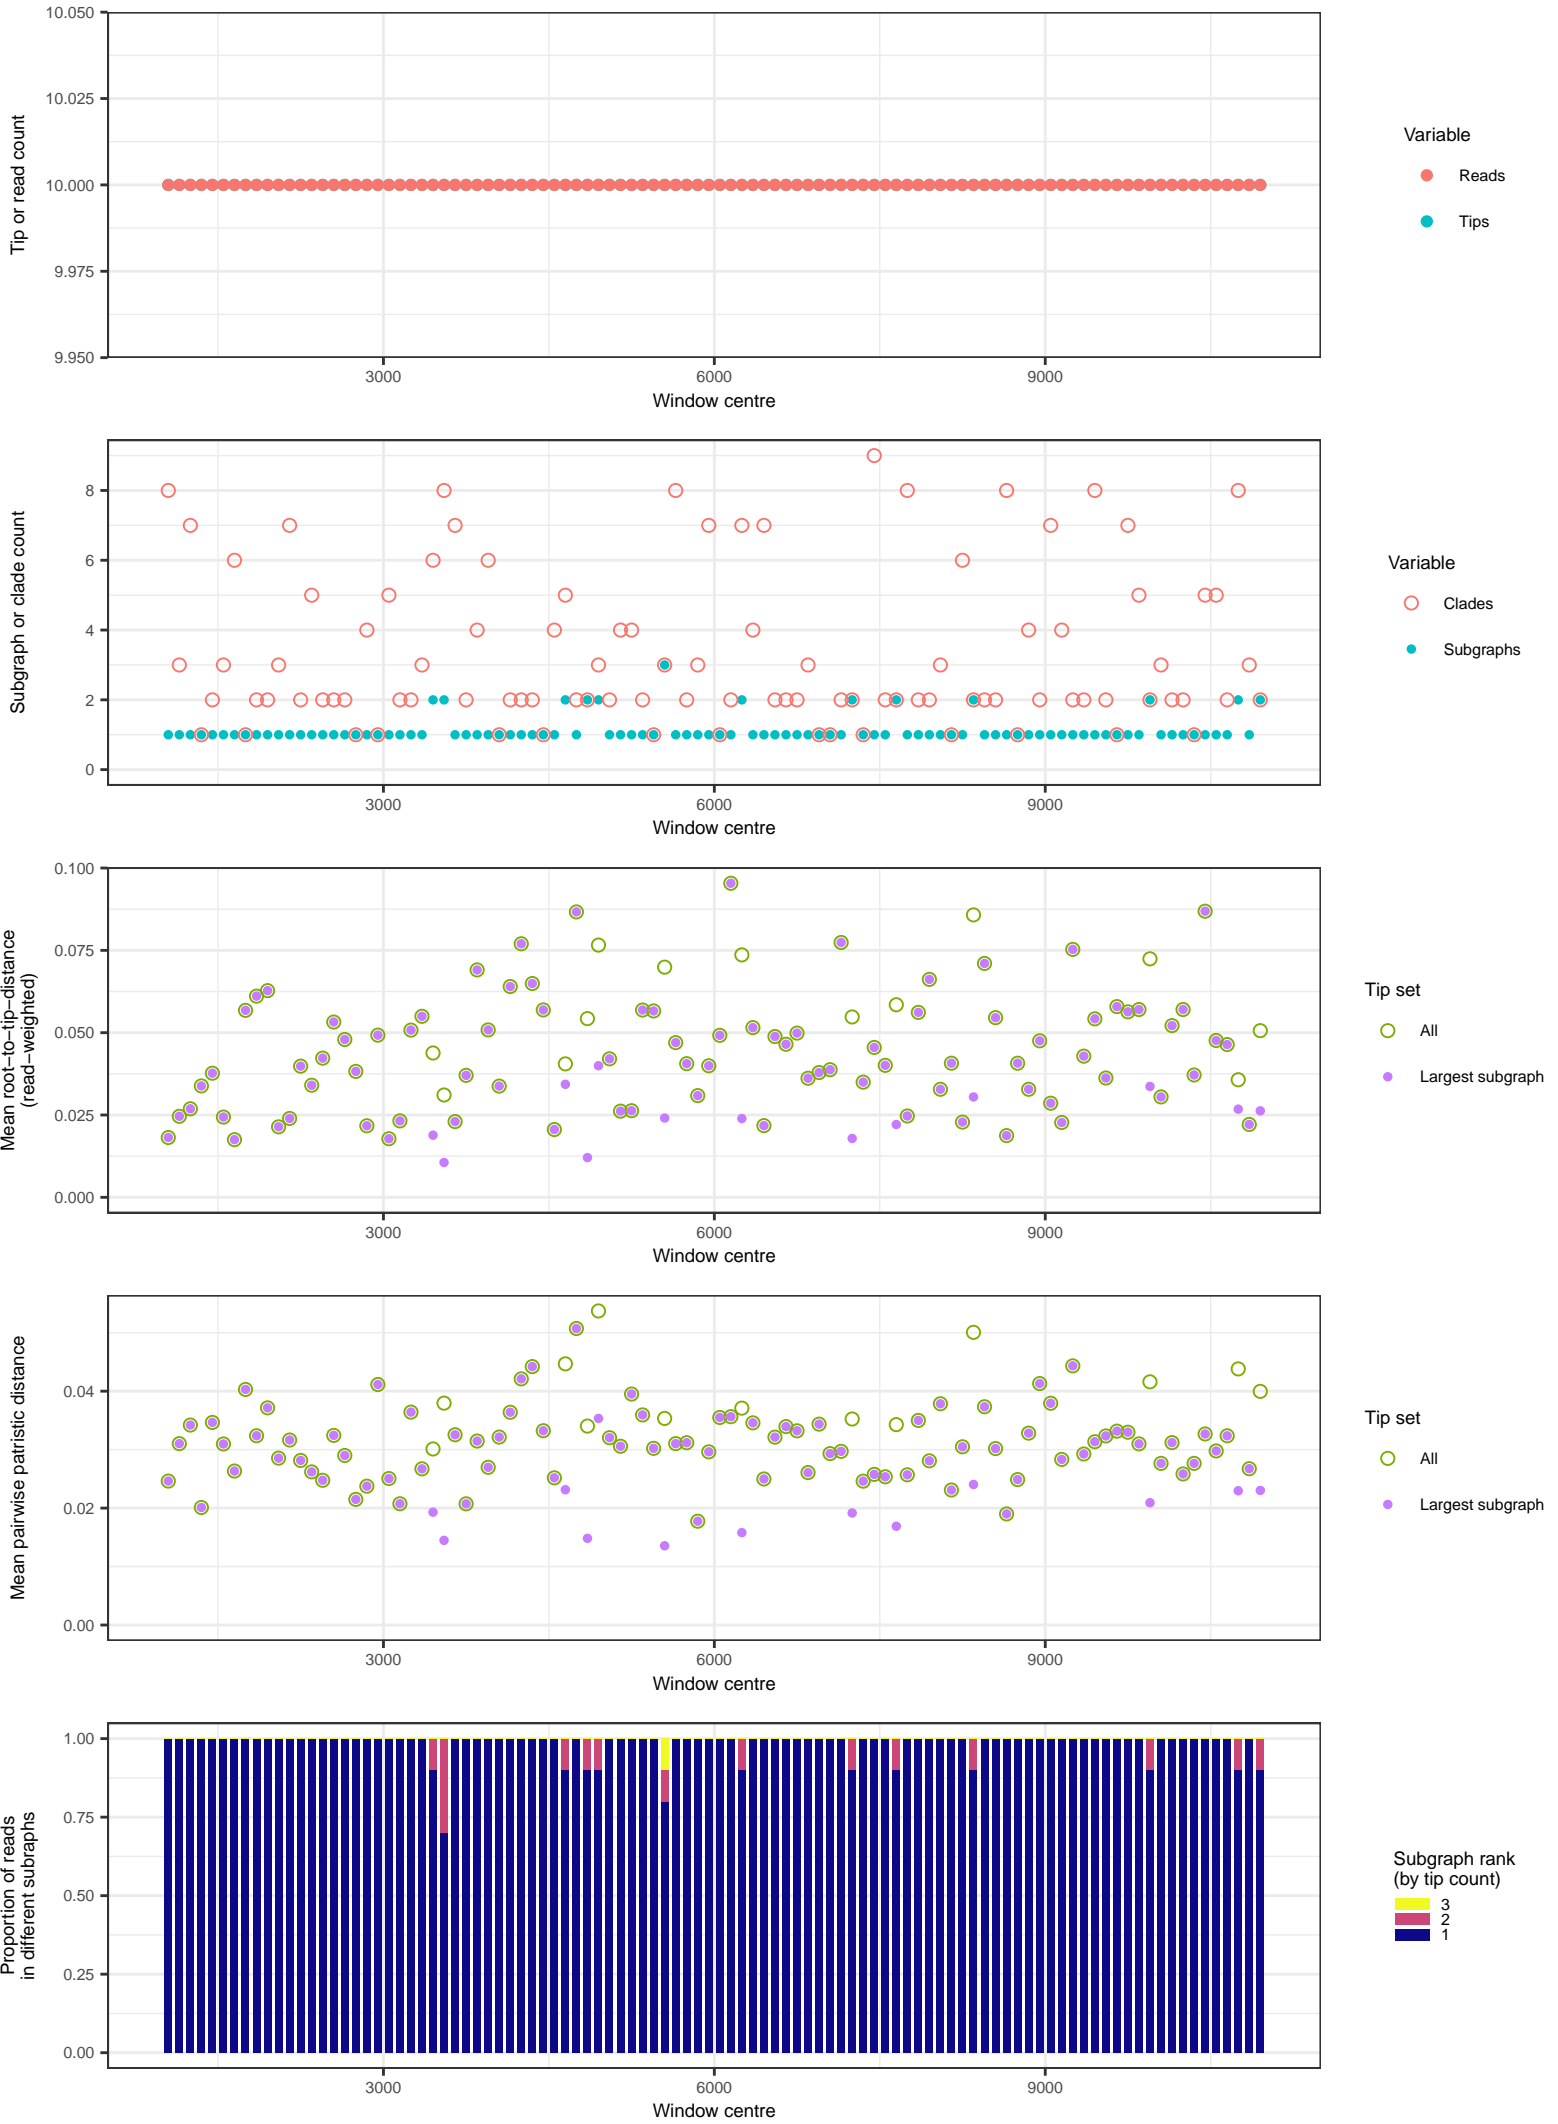 10.050
10.025
10.000
9.975
9.950
Tip or read count
3000 6000 9000
Window centre
Variable
Reads
Tips
8
6
4
2
0
Subgraph or clade count
3000 6000 9000
Window centre
Variable
Clades
Subgraphs
0.100
0.075
0.050
0.025
0.000
Mean root−to−tip−distance
(read−weighted)
3000 6000 9000
Window centre
Tip set
All
Largest subgraph
0.04
0.02
0.00
Mean pairwise patristic distance
3000 6000 9000
Window centre
Tip set
All
Largest subgraph
1.00
0.75
0.50
0.25
0.00
Proportion of reads
in different subraphs
3000 6000 9000
Window centre
Subgraph rank
(by tip count)
3
2
1